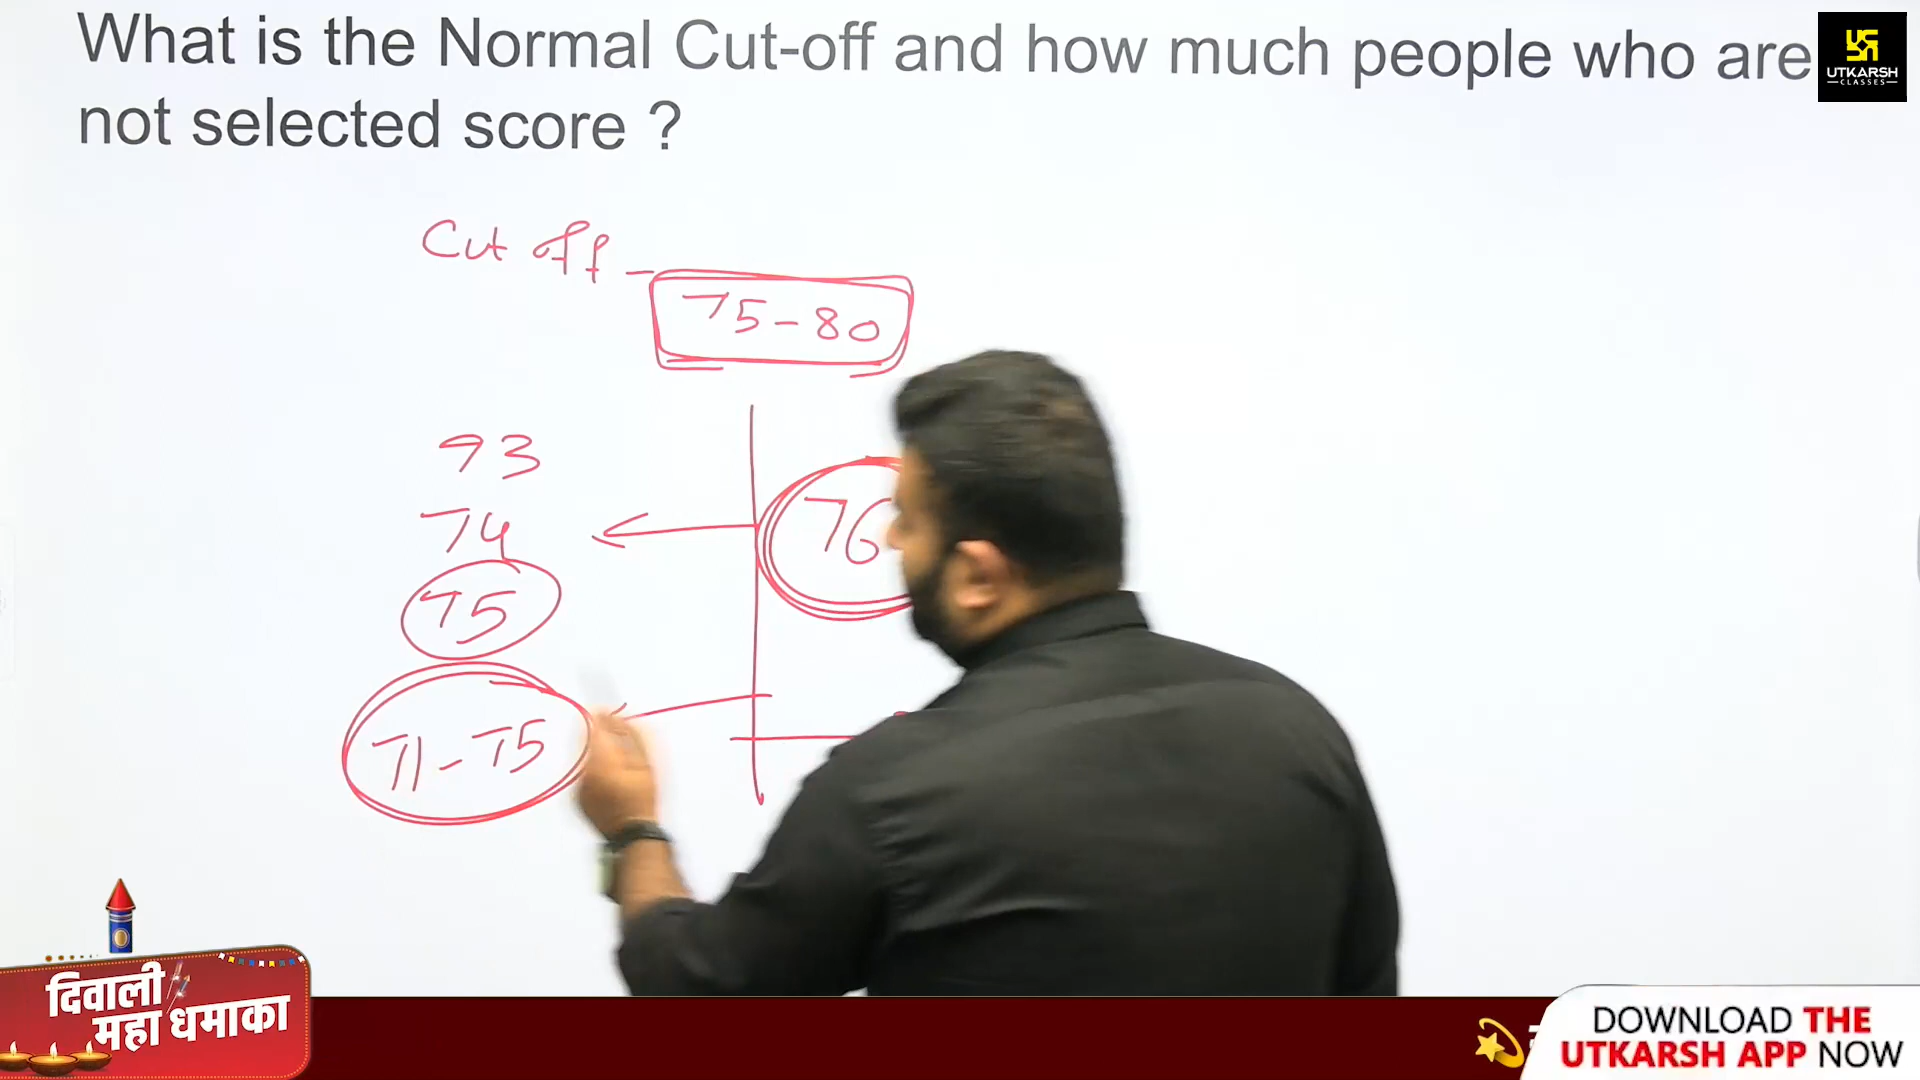 What is the Normal Cut-off and how much people who are
not selected score ?
UTKARSH
CLASSES
Cut off -
75-80
93
74
75
76
71-75
दिवाली
महा धमाका
DOWNLOAD THE
UTKARSH APP NOW